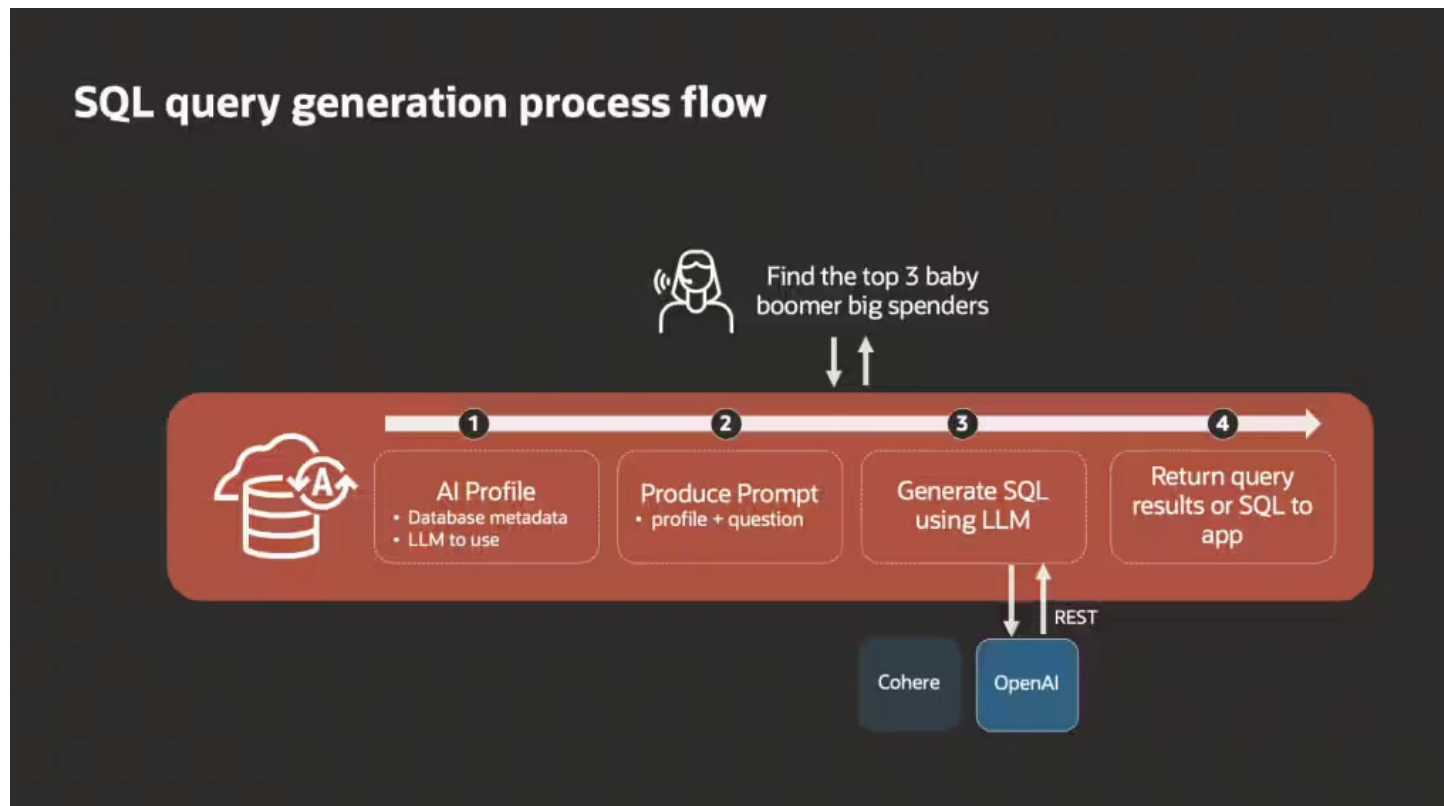 SQL query generation process flow
Find the top 3 baby
boomer big spenders
1
2
3
4
A
AI Profile
• Database metadata
• LLM to use
Produce Prompt
• profile + question
Generate SQL
using LLM
Return query
results or SQL to
app
REST
Cohere
OpenAI